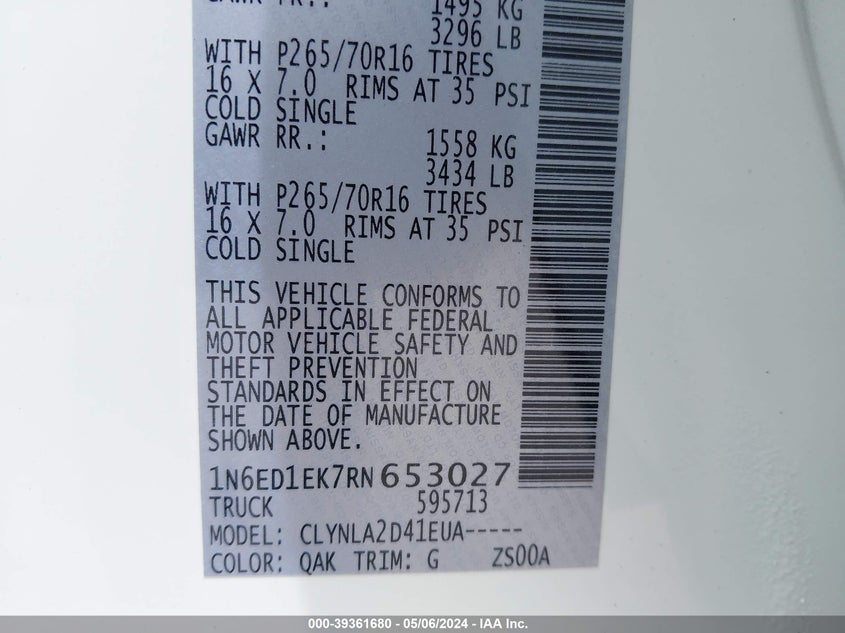 GAWR FR.: 1495 KG
3296 LB
WITH P265/70R16 TIRES
16 X 7.0 RIMS AT 35 PSI
COLD SINGLE
GAWR RR.: 1558 KG
3434 LB
WITH P265/70R16 TIRES
16 X 7.0 RIMS AT 35 PSI
COLD SINGLE
THIS VEHICLE CONFORMS TO
ALL APPLICABLE FEDERAL
MOTOR VEHICLE SAFETY AND
THEFT PREVENTION
STANDARDS IN EFFECT ON
THE DATE OF MANUFACTURE
SHOWN ABOVE.
1N6ED1EK7RN653027
TRUCK 595713
MODEL: CLYNLA2D41EUA-----
COLOR: QAK TRIM: G ZS00A
000-39361680 - 05/06/2024 - IAA Inc.